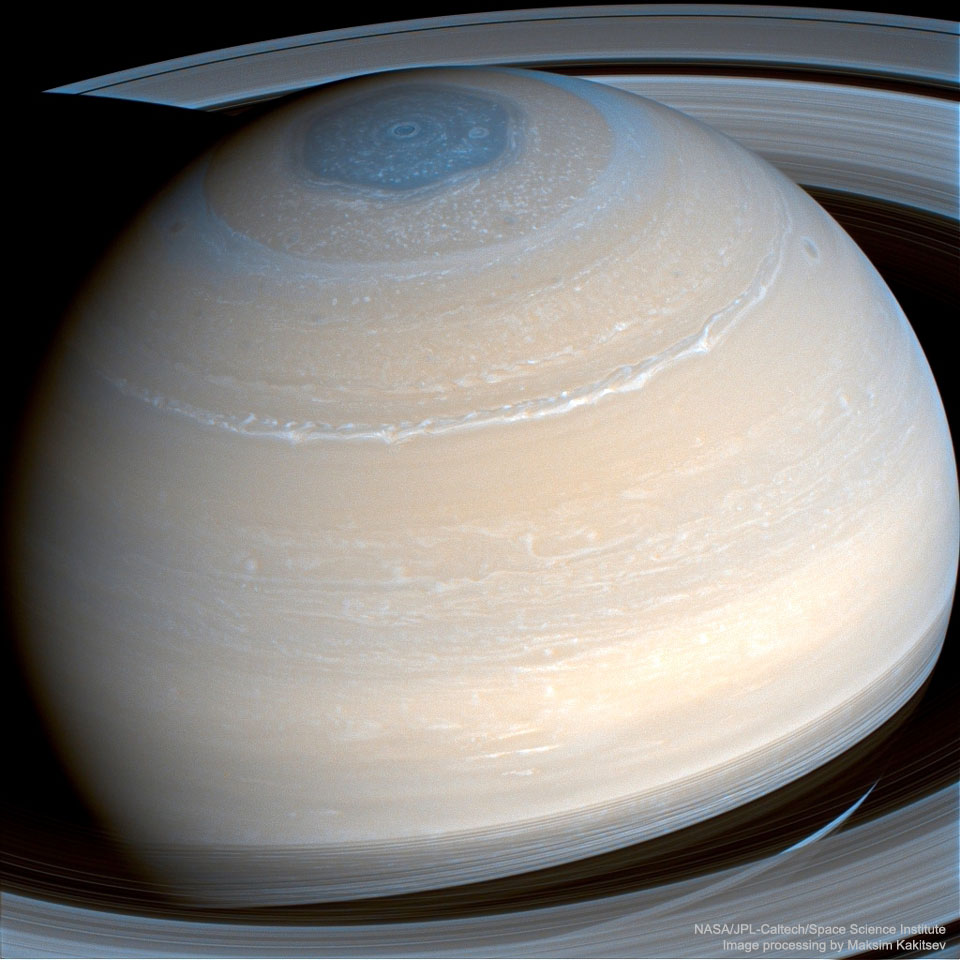 NASA/JPL-Caltech/Space Science Institute
Image processing by Maksim Kakitsev